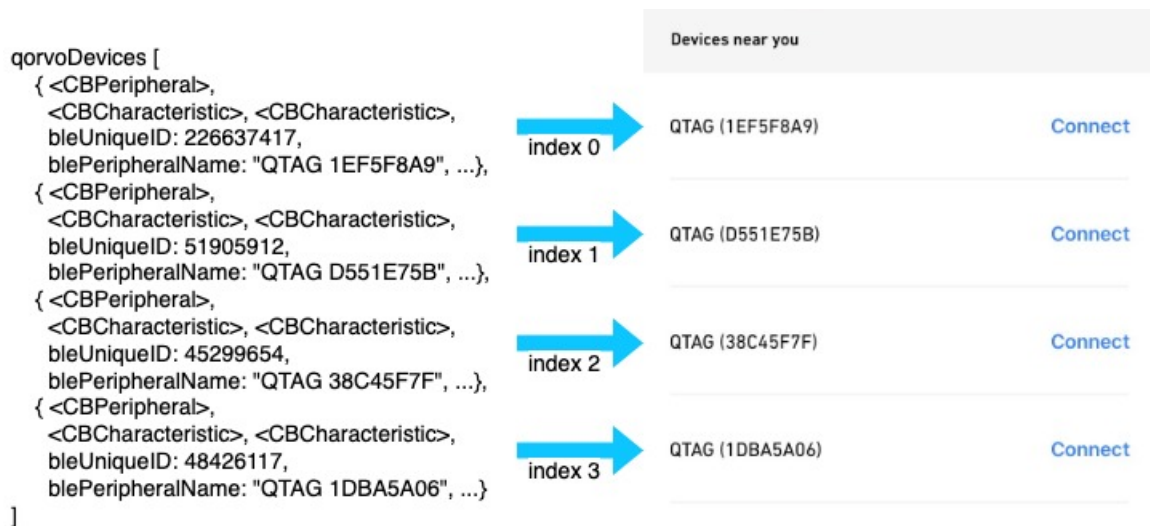 qorvoDevices [
{ <CBPeripheral>,
<CBCharacteristic>, <CBCharacteristic>,
bleUniqueID: 226637417,
blePeripheralName: "QTAG 1EF5F8A9", ...},
{ <CBPeripheral>,
<CBCharacteristic>, <CBCharacteristic>,
bleUniqueID: 51905912,
blePeripheralName: "QTAG D551E75B", ...},
{ <CBPeripheral>,
<CBCharacteristic>, <CBCharacteristic>,
bleUniqueID: 45299654,
blePeripheralName: "QTAG 38C45F7F", ...},
{ <CBPeripheral>,
<CBCharacteristic>, <CBCharacteristic>,
bleUniqueID: 48426117,
blePeripheralName: "QTAG 1DBA5A06", ...}
]
index 0
index 1
index 2
index 3
Devices near you
QTAG (1EF5F8A9) Connect
QTAG (D551E75B) Connect
QTAG (38C45F7F) Connect
QTAG (1DBA5A06) Connect